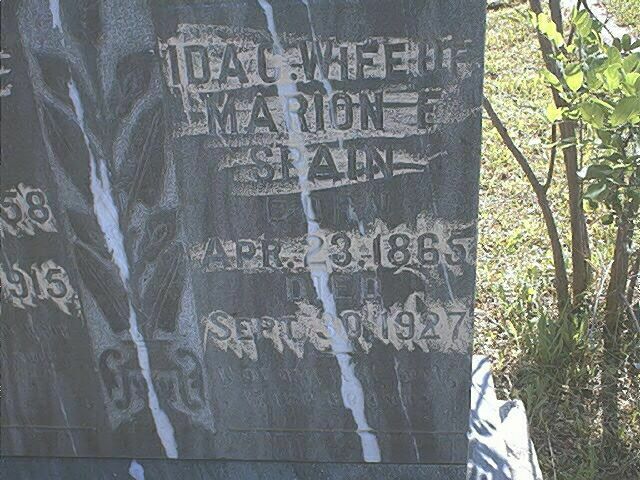 IDA C. WIFE OF
MARION E
SPAIN
BORN
APR. 23. 1865
DIED
SEPT. 30. 1927
58
915